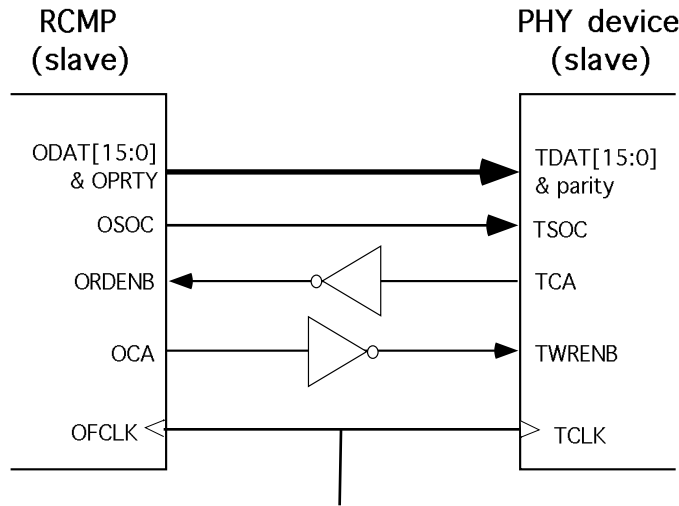 RCMP
(slave)
PHY device
(slave)
ODAT[15:0]
& OPRTY
TDAT[15:0]
& parity
OSOC
TSOC
ORDENB
TCA
OCA
TWRENB
OFCLK
TCLK